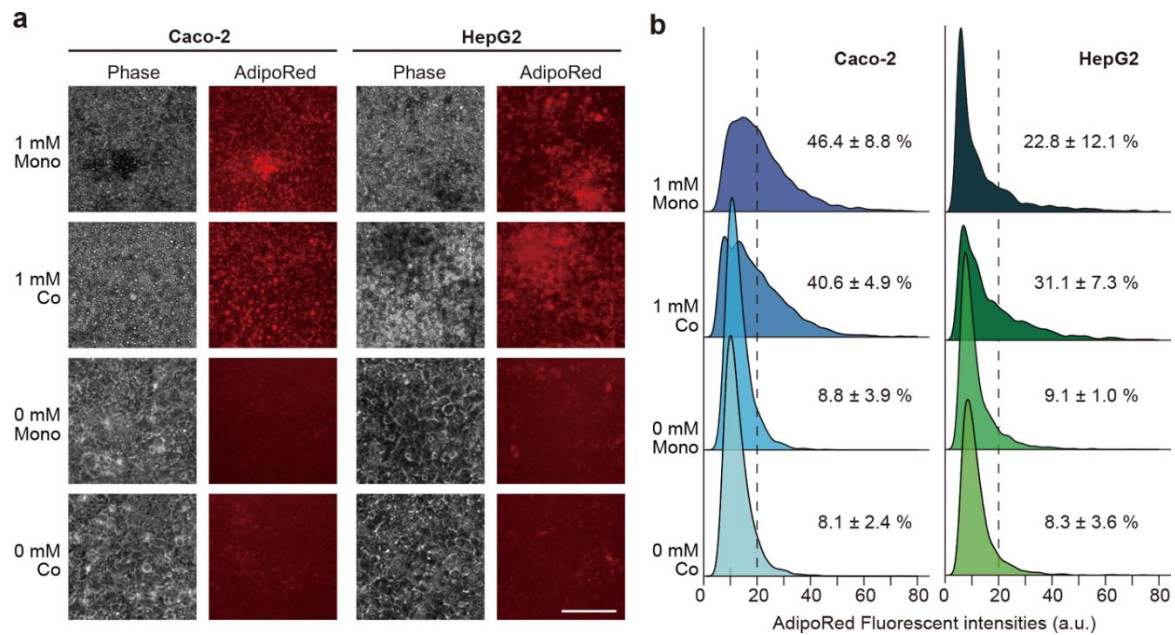 a
Caco-2
HepG2
Phase
AdipoRed
Phase
AdipoRed
1 mM
Mono
1 mM
Co
0 mM
Mono
0 mM
Co
b
Caco-2
HepG2
1 mM
Mono
46.4 ± 8.8 %
22.8 ± 12.1 %
1 mM
Co
40.6 ± 4.9 %
31.1 ± 7.3 %
0 mM
Mono
8.8 ± 3.9 %
9.1 ± 1.0 %
0 mM
Co
8.1 ± 2.4 %
8.3 ± 3.6 %
0 20 40 60 80
0 20 40 60 80
AdipoRed Fluorescent intensities (a.u.)